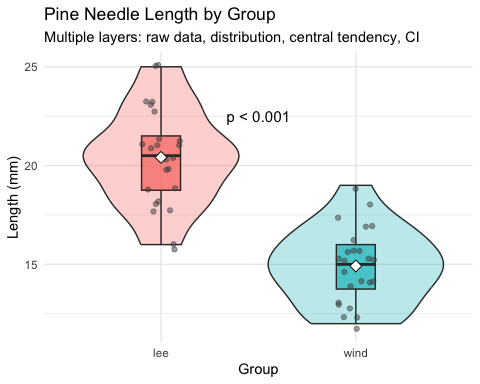 Pine Needle Length by Group
Multiple layers: raw data, distribution, central tendency, CI
25
p < 0.001
20
Length (mm)
15
lee wind
Group